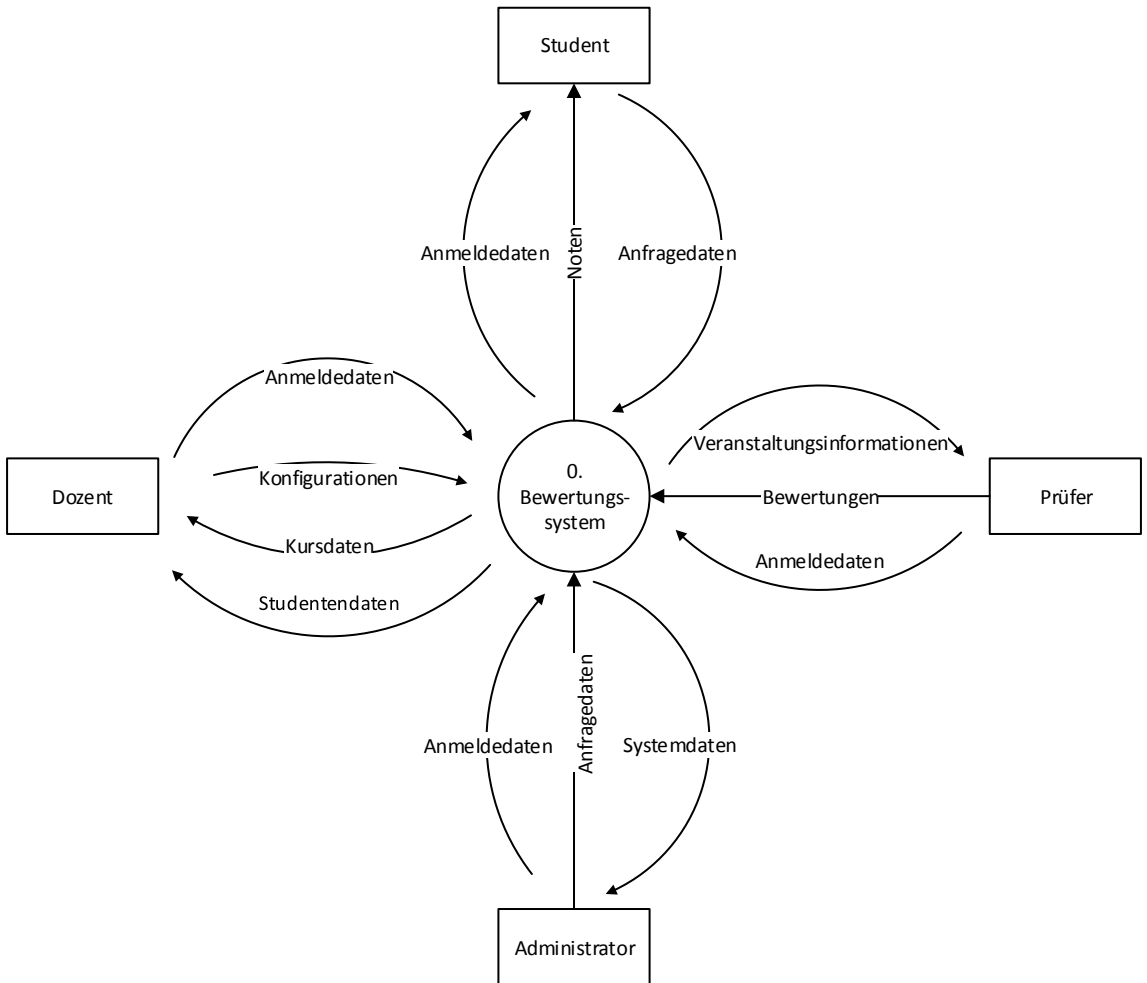 Student
Anmeldedaten
Noten
Anfragedaten
Anmeldedaten
Konfigurationen
Kursdaten
Studentendaten
Dozent
0.
Bewertungs-
system
Veranstaltungsinformationen
Bewertungen
Anmeldedaten
Prüfer
Anmeldedaten
Anfragedaten
Systemdaten
Administrator